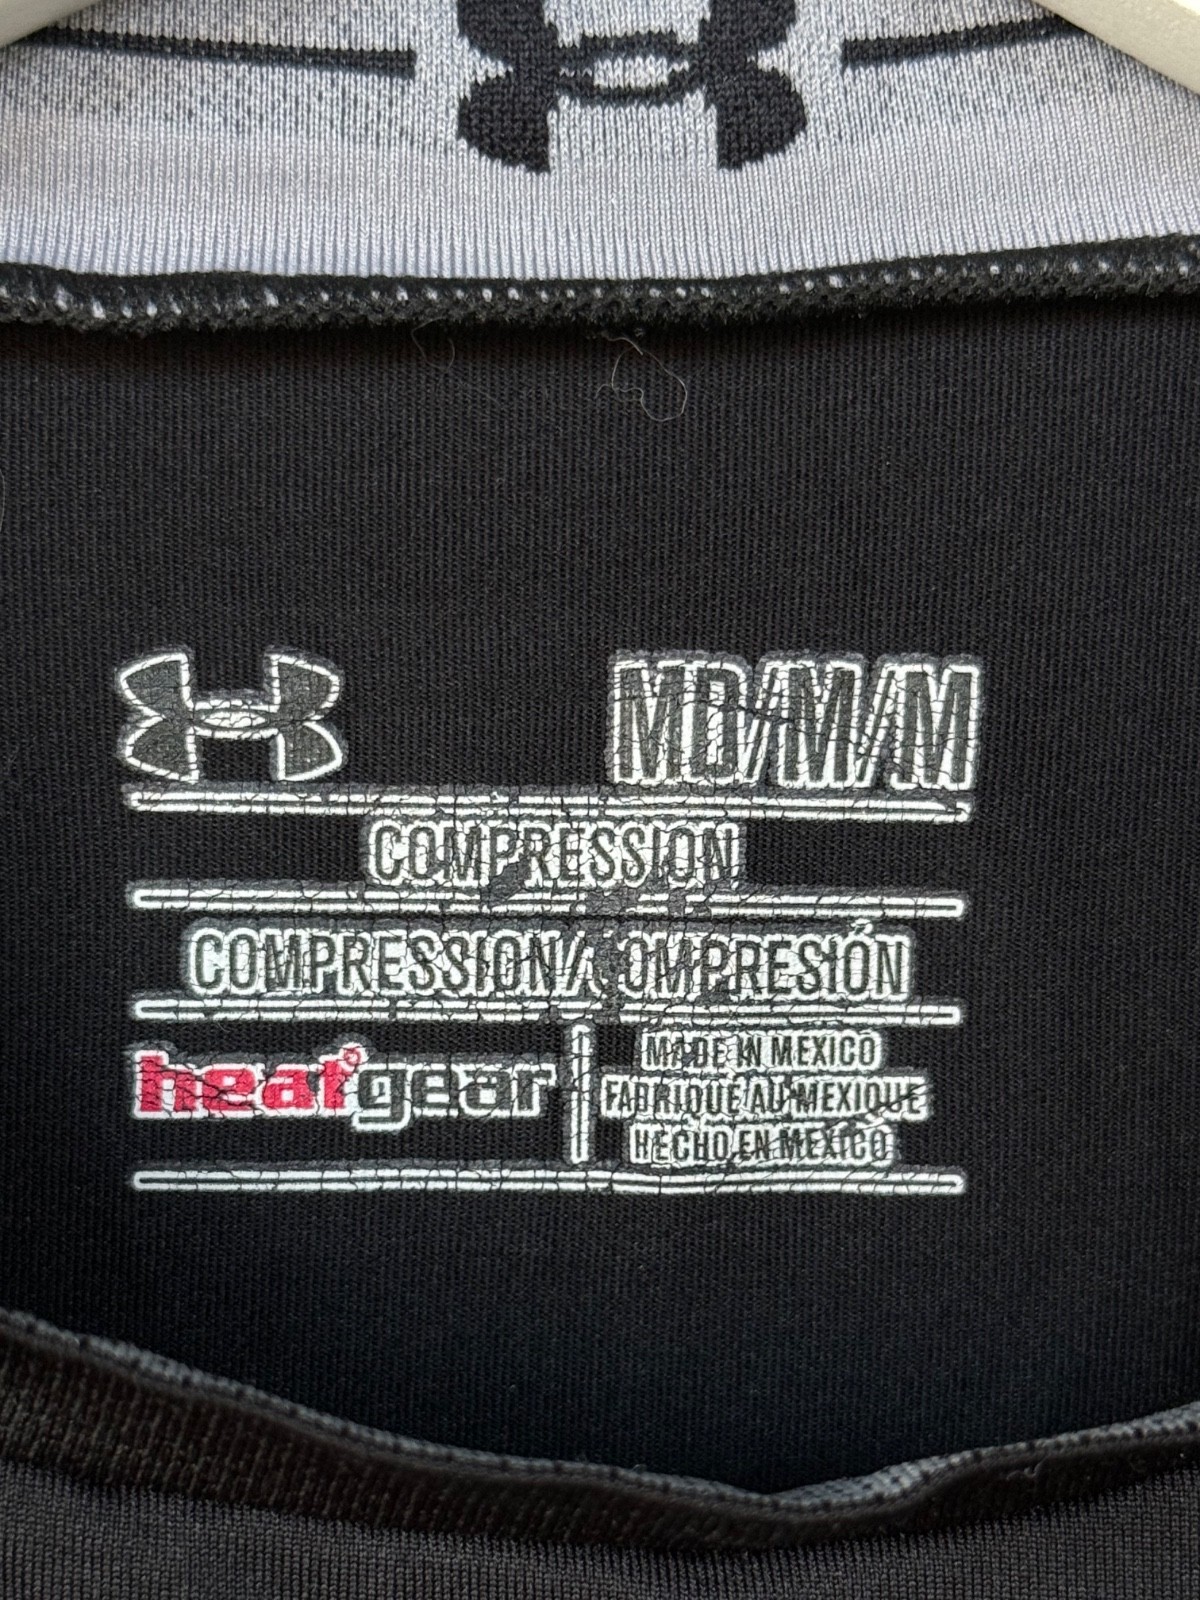 MD/M/M
COMPRESSION
COMPRESSION/COMPRESIÓN
heatgear
MADE IN MEXICO
FABRIQUÉ AU MEXIQUE
HECHO EN MEXICO